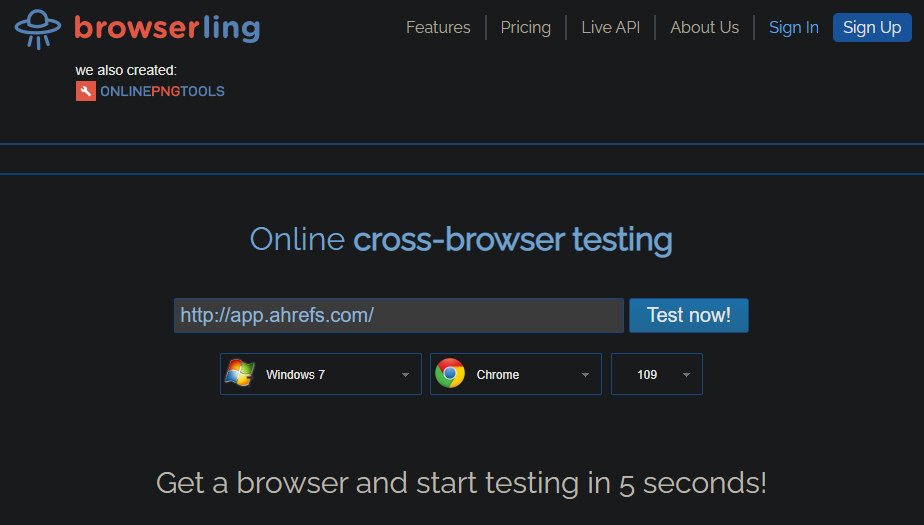 browserling
Features
Pricing
Live API
About Us
Sign In
Sign Up
we also created:
ONLINEPNGTOOLS
Online cross-browser testing
http://app.ahrefs.com/
Test now!
Windows 7
Chrome
109
Get a browser and start testing in 5 seconds!